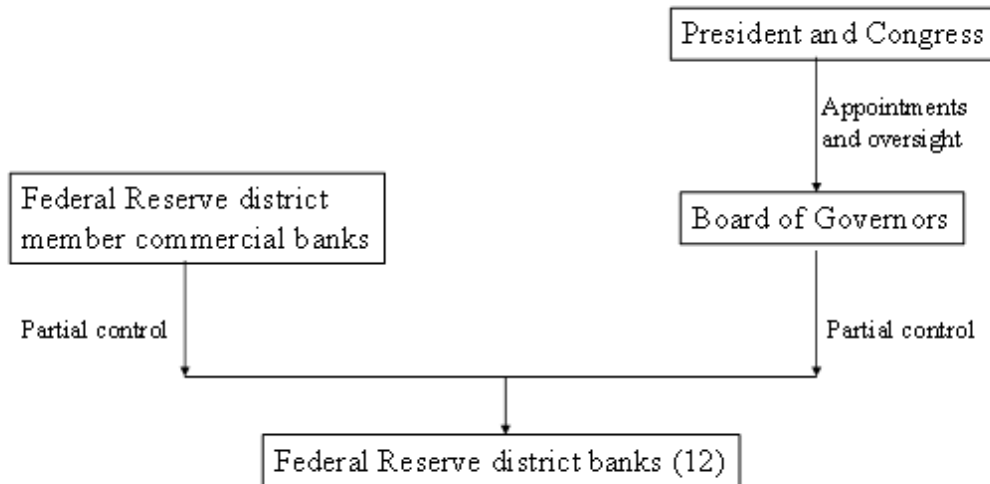 President and Congress
Appointments
and oversight
Federal Reserve district
member commercial banks
Board of Governors
Partial control
Partial control
Federal Reserve district banks (12)